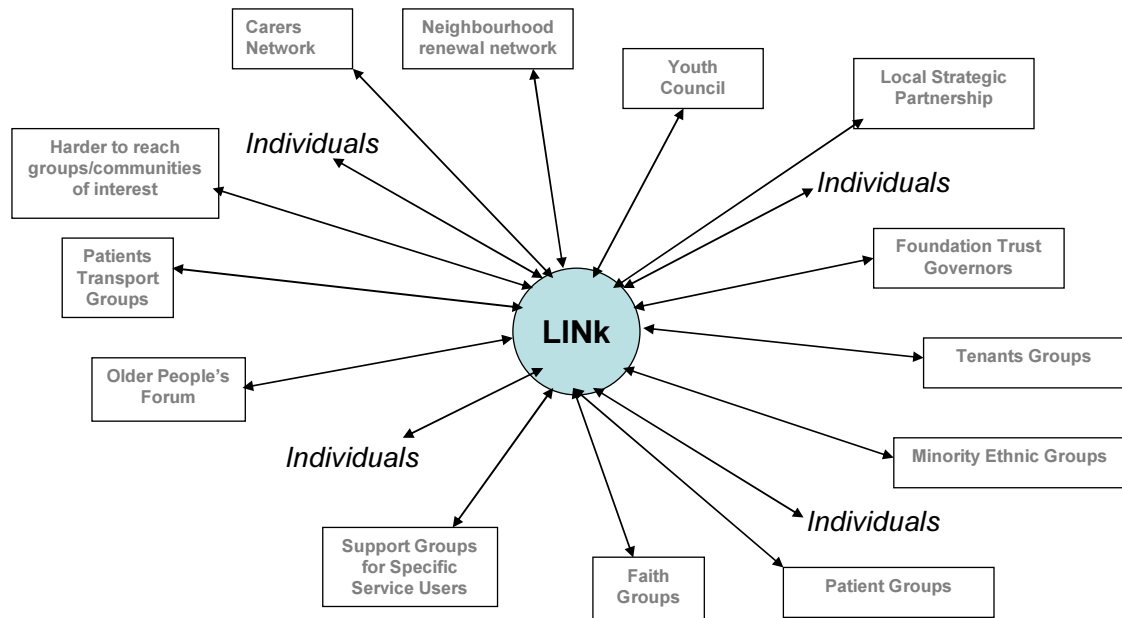 Carers
Network
Neighbourhood
renewal network
Youth
Council
Local Strategic
Partnership
Individuals
Harder to reach
groups/communities
of interest
Individuals
Foundation Trust
Governors
Patients
Transport
Groups
LINk
Tenants Groups
Older People’s
Forum
Individuals
Minority Ethnic Groups
Individuals
Support Groups
for Specific
Service Users
Faith
Groups
Patient Groups